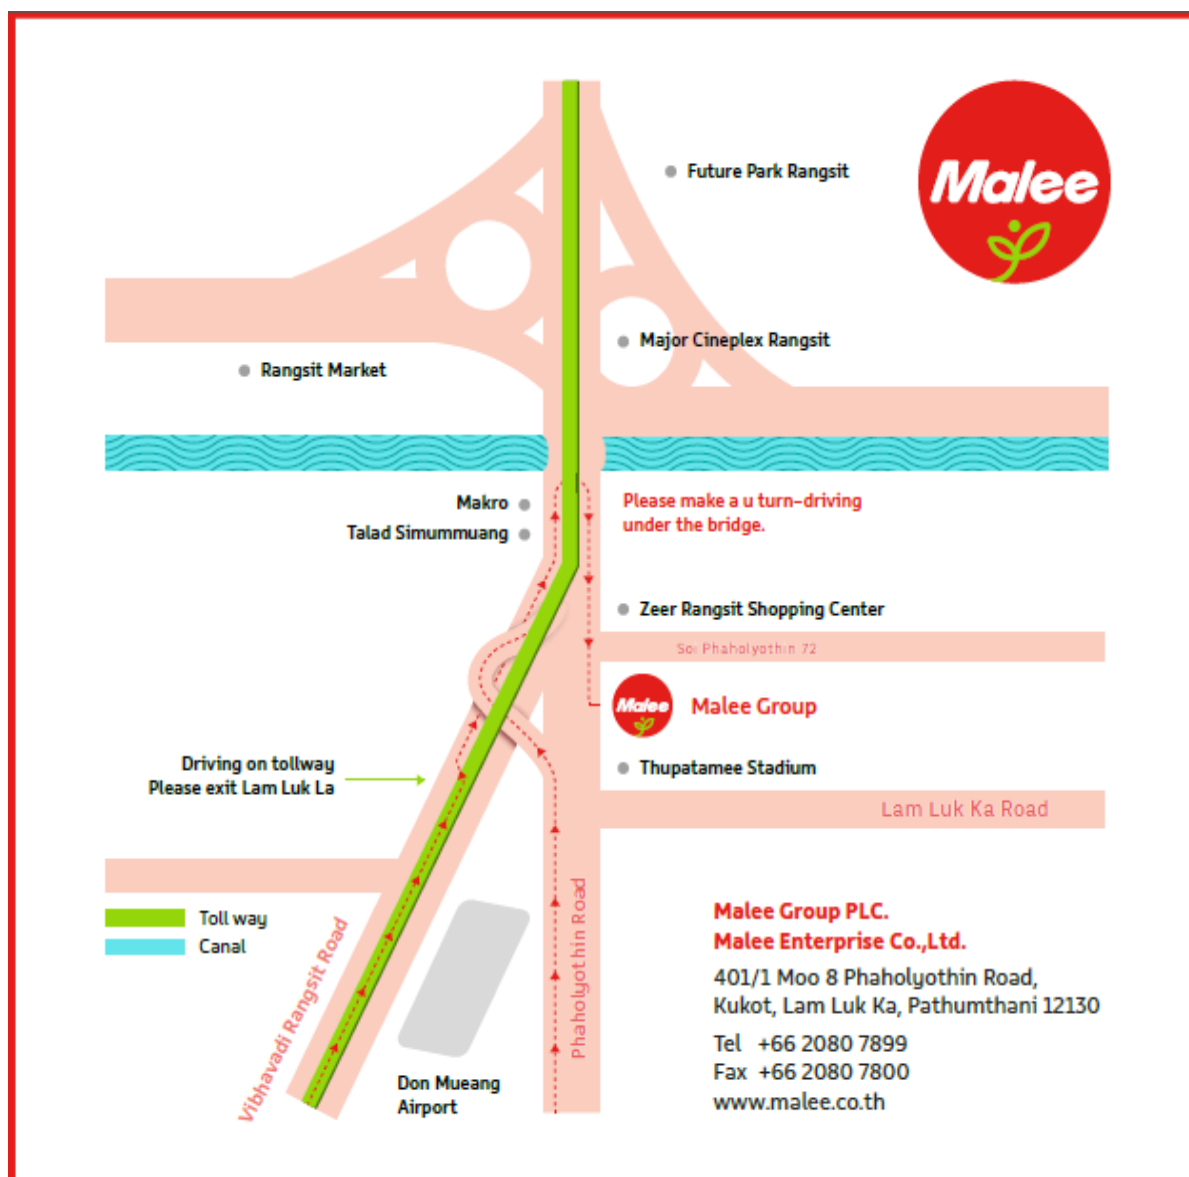 Future Park Rangsit
Malee
Major Cineplex Rangsit
Rangsit Market
Makro
Talad Simummuang
Please make a u turn-driving
under the bridge.
Zeer Rangsit Shopping Center
Soi Phaholyothin 72
Malee
Malee Group
Driving on tollway
Please exit Lam Luk La
Thupatamee Stadium
Lam Luk Ka Road
Toll way
Canal
Vibhavadi Rangsit Road
Phaholyothin Road
Don Mueang
Airport
Malee Group PLC.
Malee Enterprise Co.,Ltd.
401/1 Moo 8 Phaholyothin Road,
Kukot, Lam Luk Ka, Pathumthani 12130
Tel +66 2080 7899
Fax +66 2080 7800
www.malee.co.th